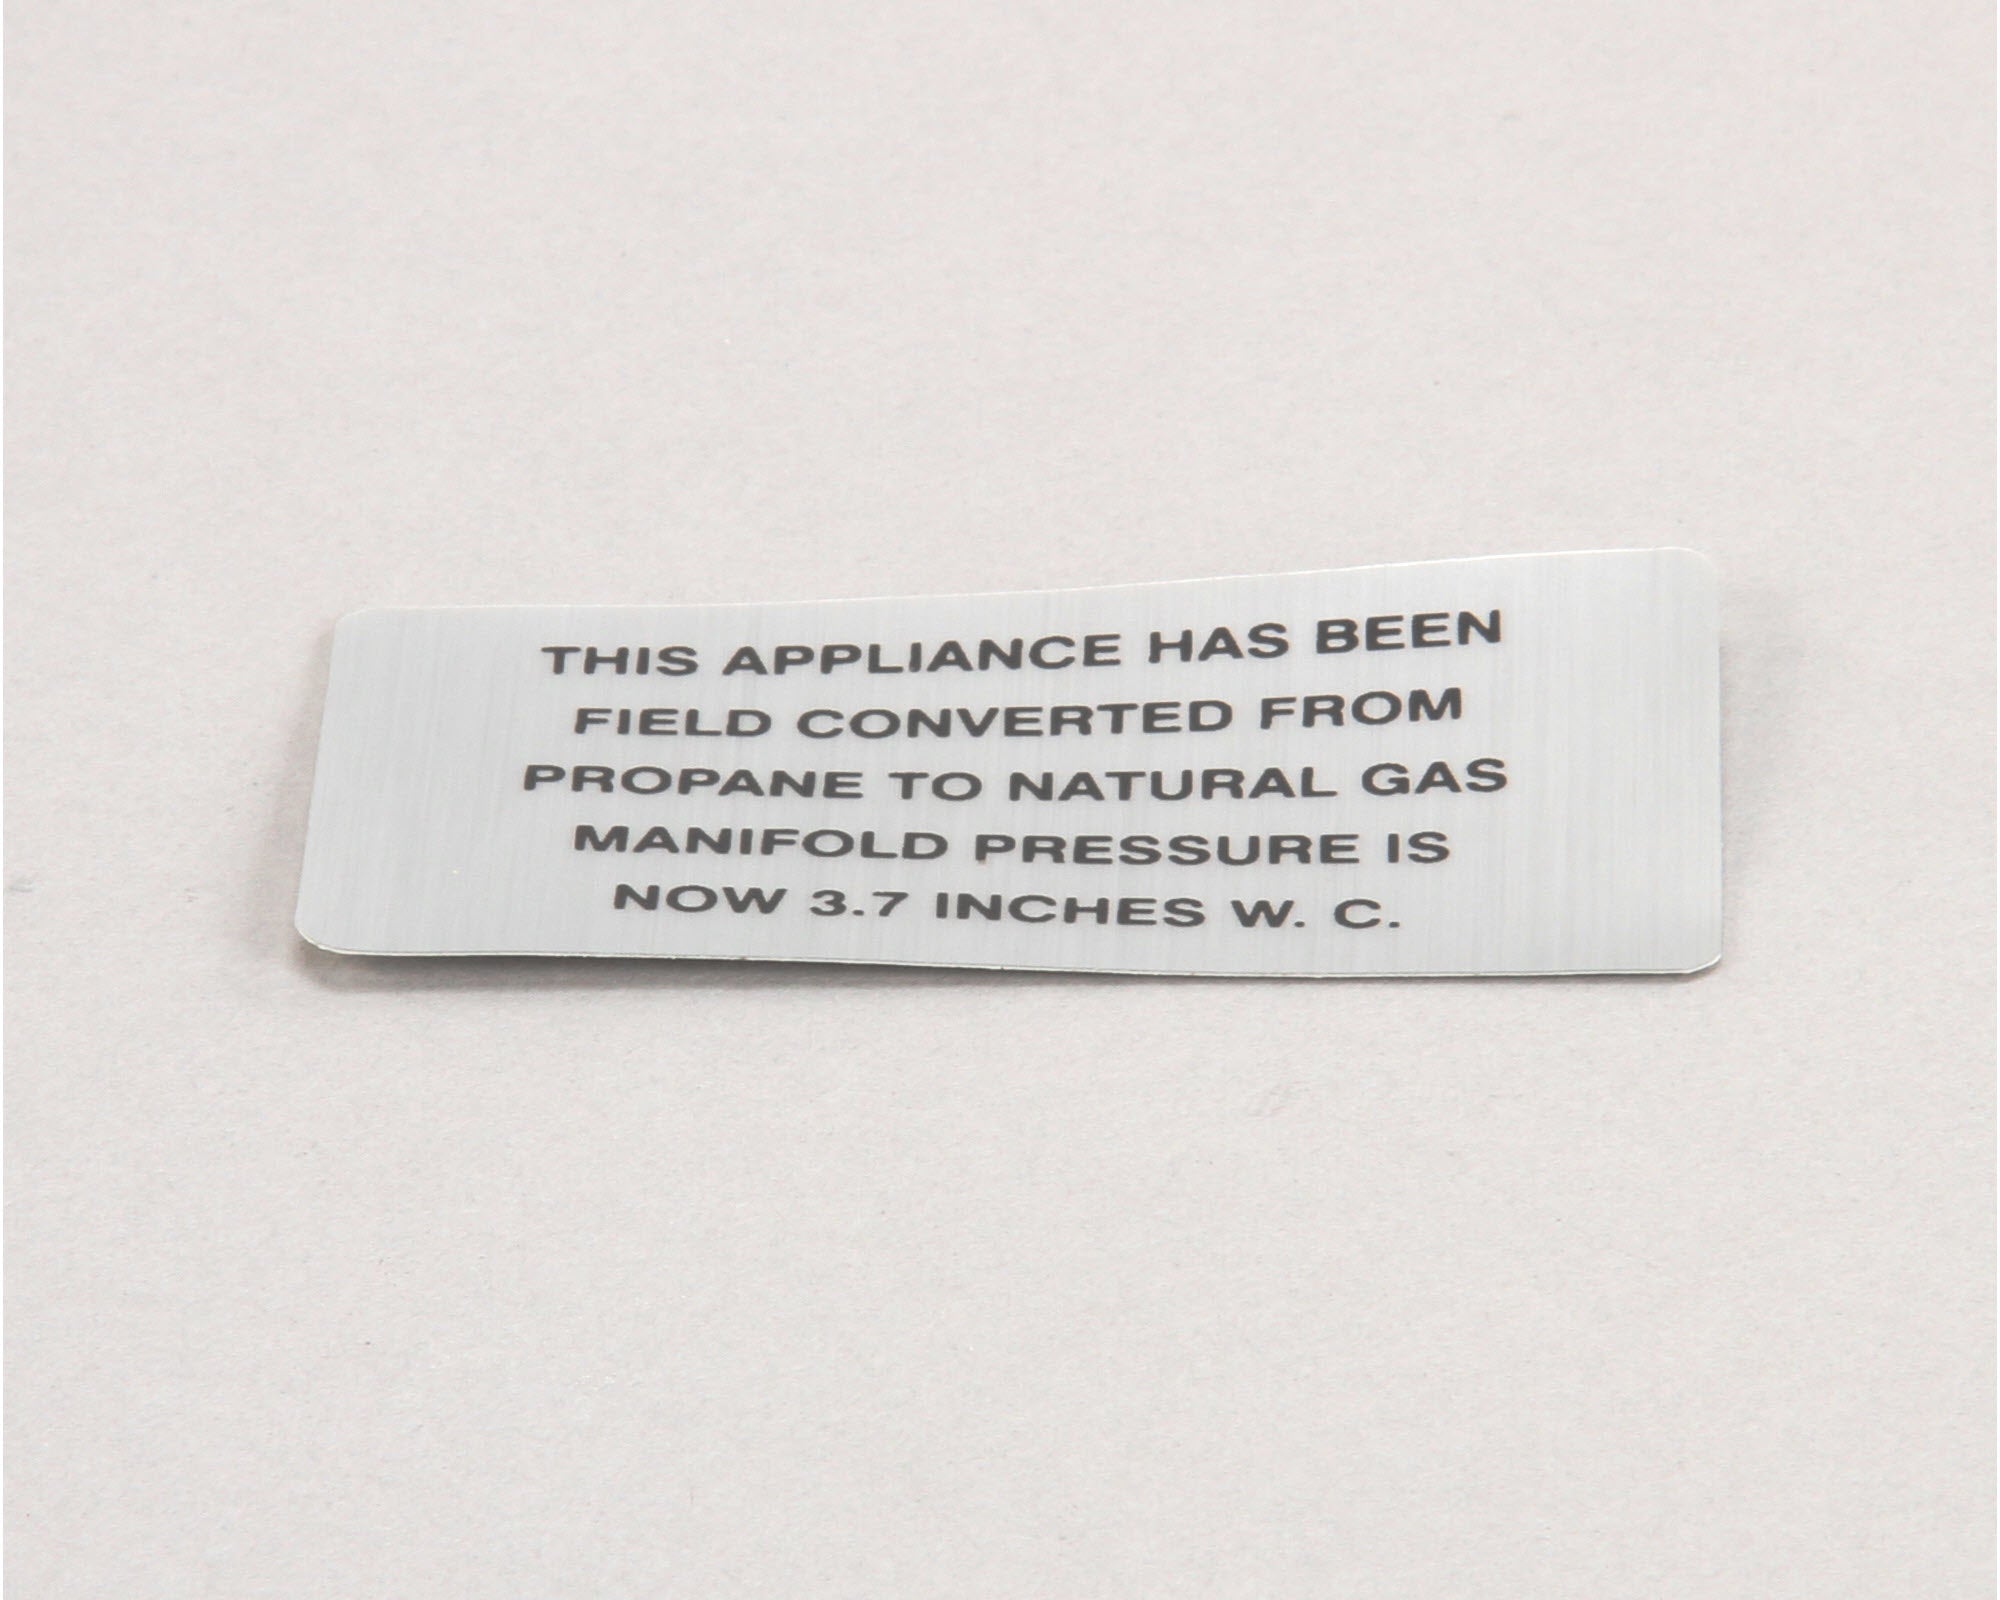 THIS APPLIANCE HAS BEEN
FIELD CONVERTED FROM
PROPANE TO NATURAL GAS
MANIFOLD PRESSURE IS
NOW 3.7 INCHES W. C.